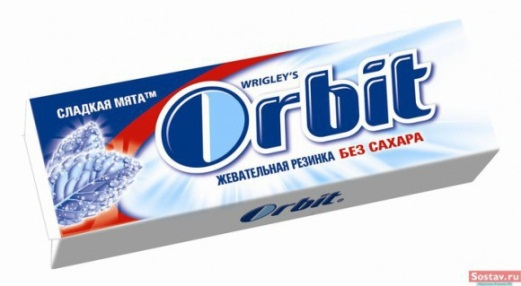 СЛАДКАЯ МЯТА™
WRIGLEY'S
Orbit
ЖЕВАТЕЛЬНАЯ РЕЗИНКА БЕЗ САХАРА
Orbit®
Sostav.ru